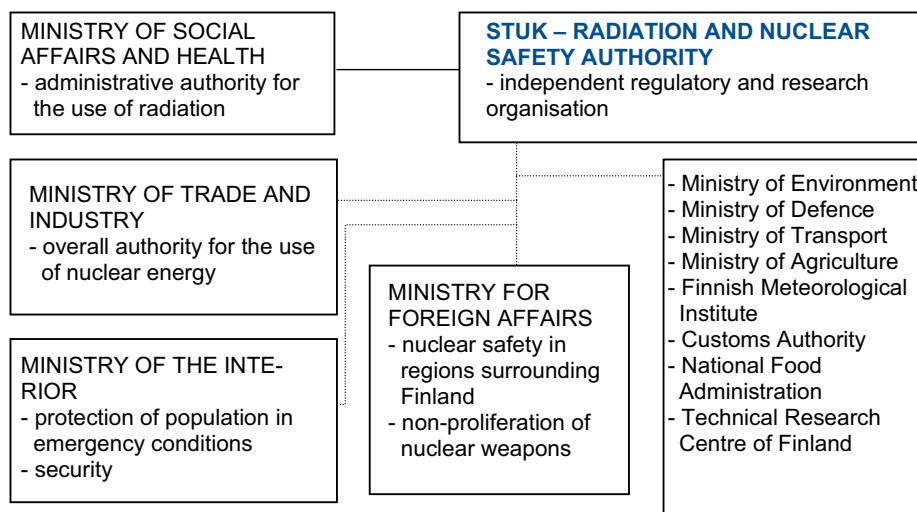 MINISTRY OF SOCIAL
AFFAIRS AND HEALTH
- administrative authority for
the use of radiation
STUK – RADIATION AND NUCLEAR
SAFETY AUTHORITY
- independent regulatory and research
organisation
MINISTRY OF TRADE AND
INDUSTRY
- overall authority for the use
of nuclear energy
MINISTRY OF THE INTE-
RIOR
- protection of population in
emergency conditions
- security
MINISTRY FOR
FOREIGN AFFAIRS
- nuclear safety in
regions surrounding
Finland
- non-proliferation of
nuclear weapons
- Ministry of Environment
- Ministry of Defence
- Ministry of Transport
- Ministry of Agriculture
- Finnish Meteorological
Institute
- Customs Authority
- National Food
Administration
- Technical Research
Centre of Finland